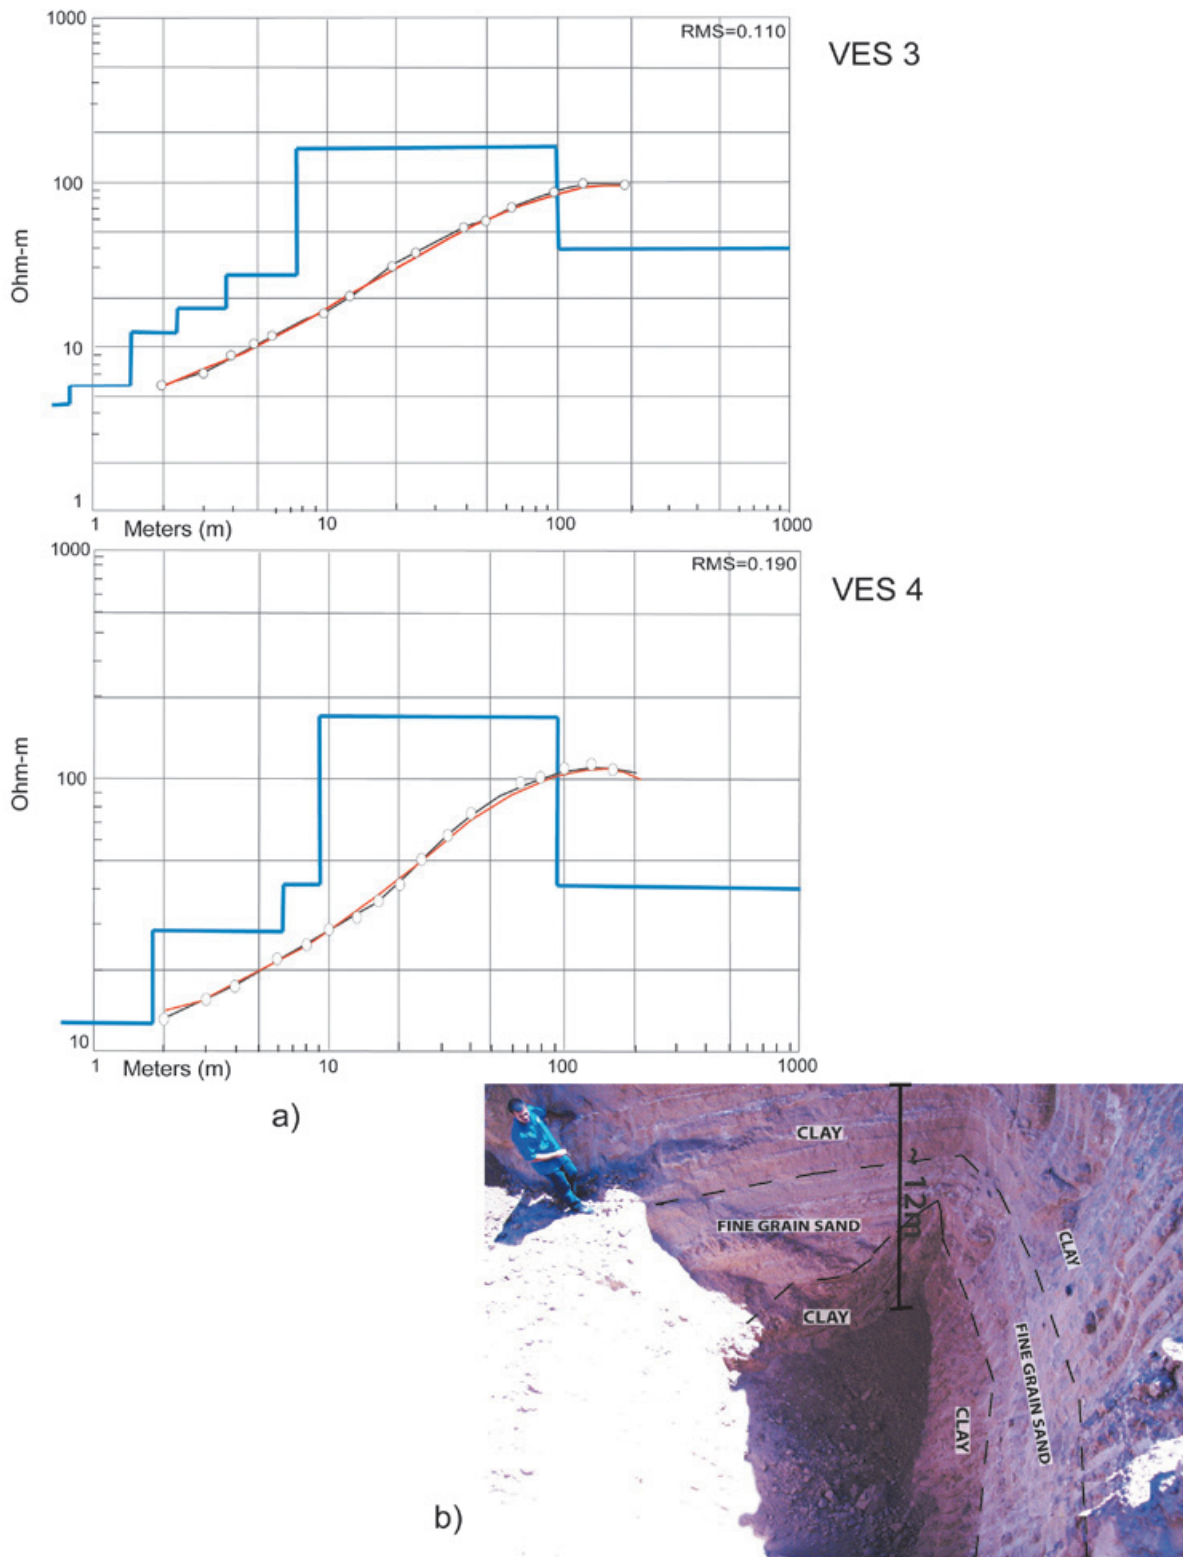 1000
RMS=0.110
VES 3
100
Ohm-m
10
1
1 Meters (m) 10 100 1000
1000
RMS=0.190
VES 4
Ohm-m
100
10
1 Meters (m) 10 100 1000
a)
CLAY
~ 12m
FINE GRAIN SAND
CLAY
CLAY
FINE GRAIN SAND
CLAY
b)